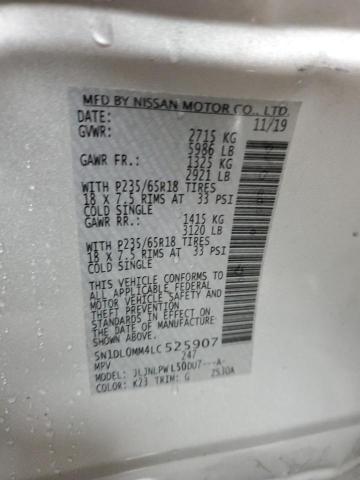 MFD BY NISSAN MOTOR CO., LTD.
DATE: 11/19
GVWR: 2715 KG
5986 LB
GAWR FR.: 1325 KG
2921 LB
WITH P235/65R18 TIRES
18 X 7.5 RIMS AT 33 PSI
COLD SINGLE
GAWR RR.: 1415 KG
3120 LB
WITH P235/65R18 TIRES
18 X 7.5 RIMS AT 33 PSI
COLD SINGLE
THIS VEHICLE CONFORMS TO
ALL APPLICABLE
SAFETY AND
THEFT PREVENTION
STANDARDS IN EFFECT ON
THE DATE OF MANUFACTURE
SHOWN ABOVE.
5N1DL0MM4LC525907
247
MPV
MODEL: JLJNLPWL50DU7---A-
COLOR: K23 TRIM: G